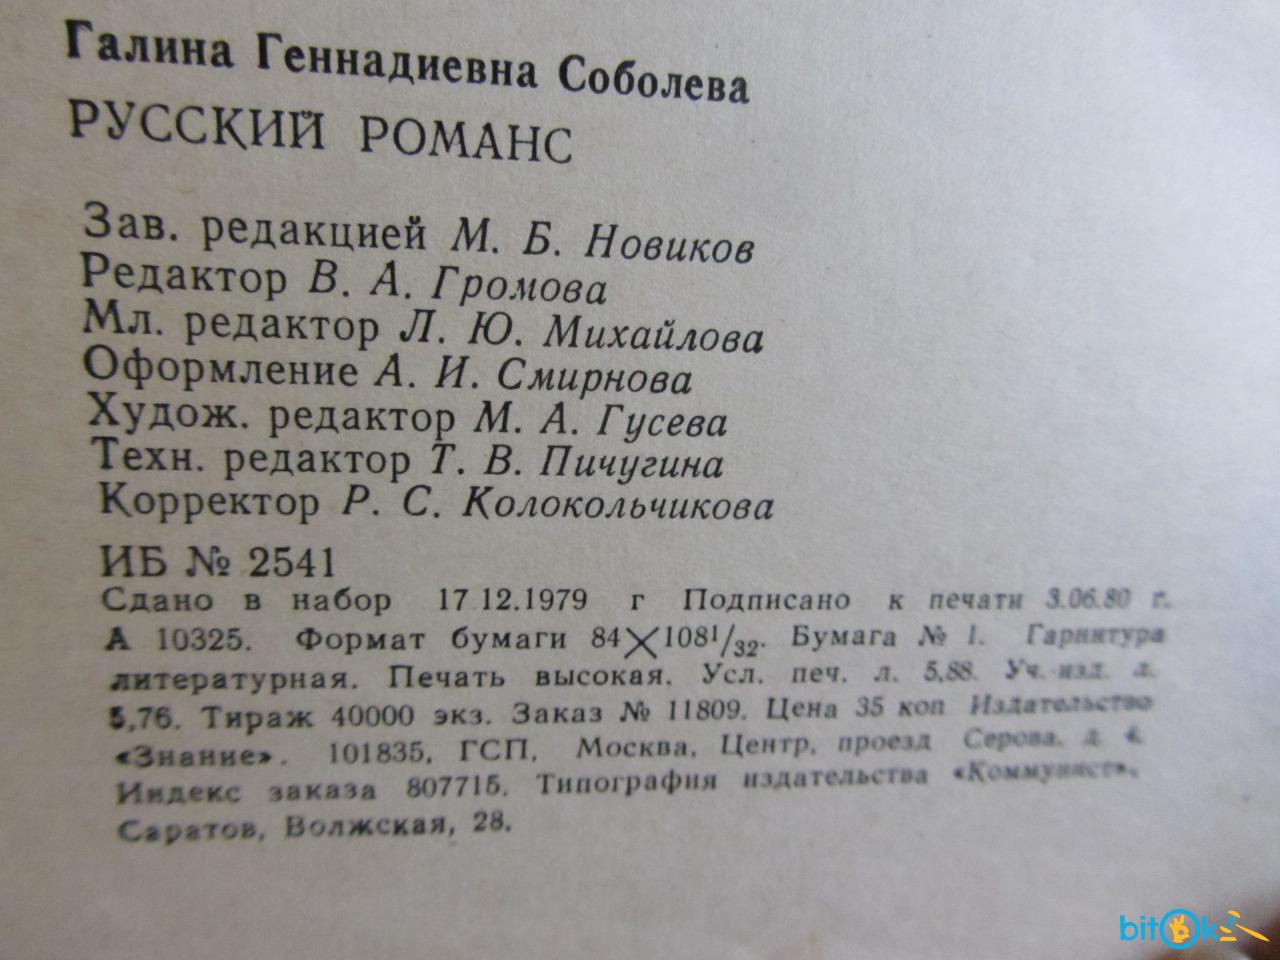 Галина Геннадиевна Соболева
РУССКИЙ РОМАНС
Зав. редакцией М. Б. Новиков
Редактор В. А. Громова
Мл. редактор Л. Ю. Михайлова
Оформление А. И. Смирнова
Худож. редактор М. А. Гусева
Техн. редактор Т. В. Пичугина
Корректор Р. С. Колокольчикова
ИБ № 2541
Сдано в набор 17 12.1979 г Подписано к печати 3.06.80 г.
А 10325. Формат бумаги 84×108¹/₃₂. Бумага № 1. Гарнитура
литературная. Печать высокая. Усл. печ. л. 5,88. Уч. изд. л.
5,76. Тираж 40000 экз. Заказ № 11809. Цена 35 коп Издательство
«Знание». 101835, ГСП, Москва, Центр, проезд Серова, д 4.
Индекс заказа 807715. Типография издательства «Коммунист»,
Саратов, Волжская, 28.
bitOk